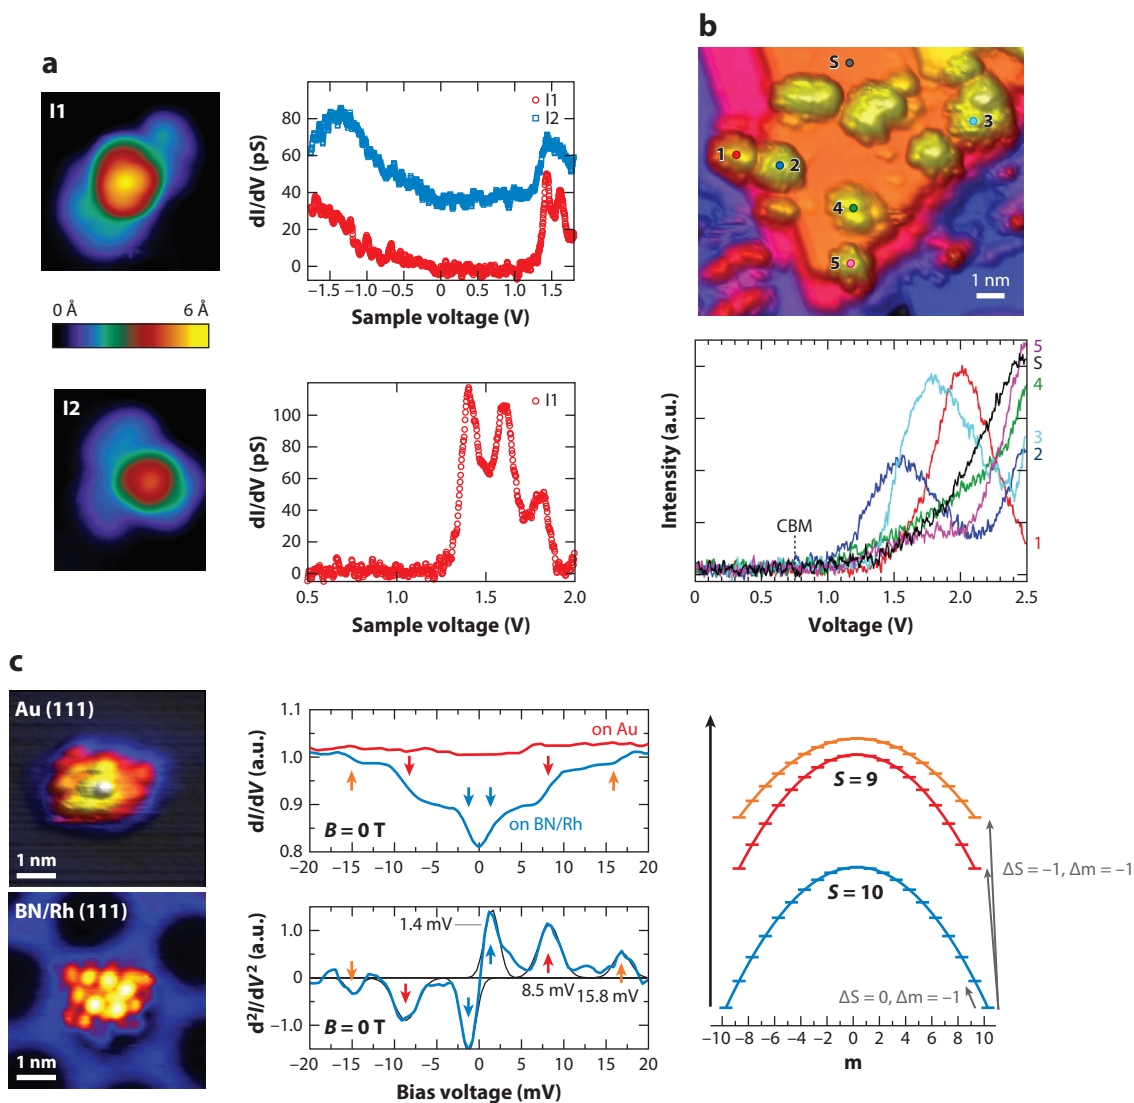 a
I1
0 Å 6 Å
I2
80
60
40
20
0
dI/dV (pS)
I1
I2
−1.5 −1.0 −0.5 0 0.5 1.0 1.5
Sample voltage (V)
100
80
60
40
20
0
dI/dV (pS)
I1
0.5 1.0 1.5 2.0
Sample voltage (V)
b
S
1
2
3
4
5
1 nm
Intensity (a.u.)
CBM
5
S
4
3
2
1
0 0.5 1.0 1.5 2.0 2.5
Voltage (V)
c
Au (111)
1 nm
BN/Rh (111)
1 nm
1.1
1.0
0.9
0.8
dI/dV (a.u.)
on Au
on BN/Rh
B = 0 T
−20 −15 −10 −5 0 5 10 15 20
1.0
0
−1.0
d²I/dV² (a.u.)
1.4 mV
8.5 mV
15.8 mV
B = 0 T
−20 −15 −10 −5 0 5 10 15 20
Bias voltage (mV)
S = 9
ΔS = −1, Δm = −1
S = 10
ΔS = 0, Δm = −1
−10 −8 −6 −4 −2 0 2 4 6 8 10
m